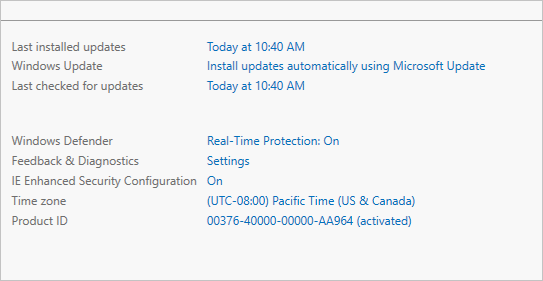 Last installed updates Today at 10:40 AM
Windows Update Install updates automatically using Microsoft Update
Last checked for updates Today at 10:40 AM
Windows Defender Real-Time Protection: On
Feedback & Diagnostics Settings
IE Enhanced Security Configuration On
Time zone (UTC-08:00) Pacific Time (US & Canada)
Product ID 00376-40000-00000-AA964 (activated)